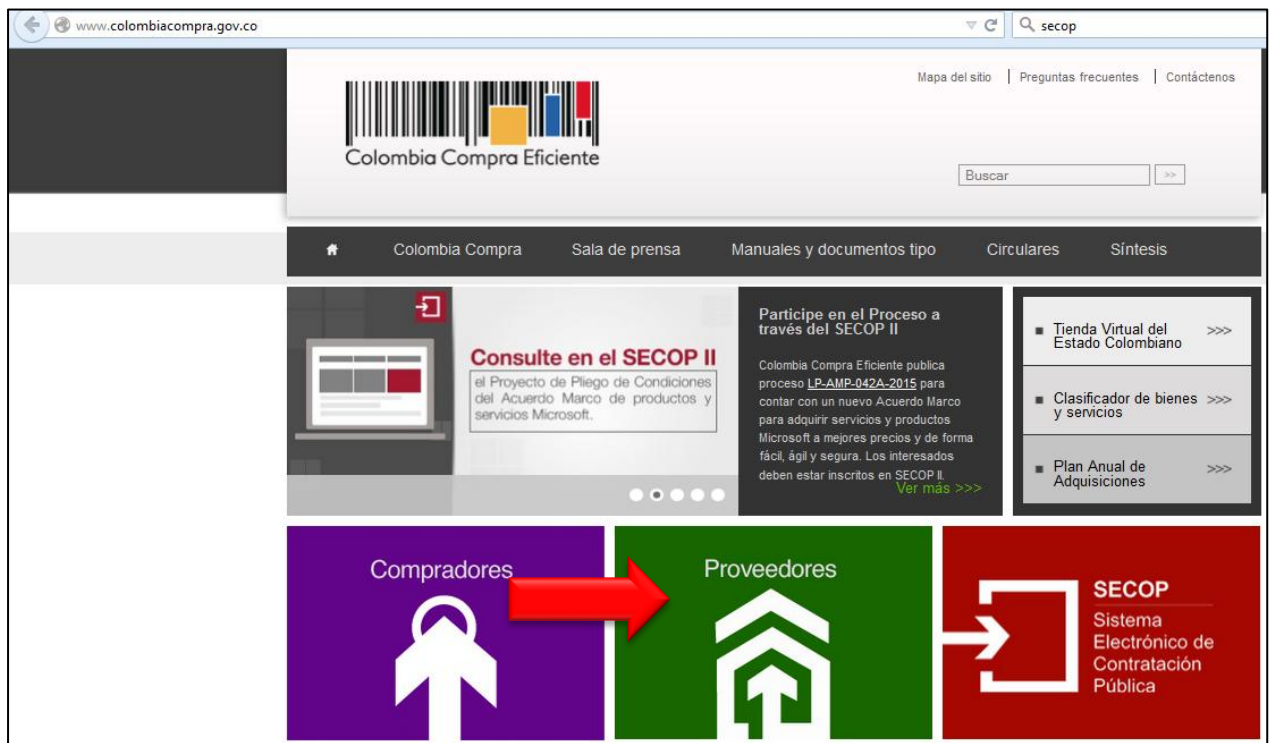 www.colombiacompra.gov.co
secop
Mapa del sitio | Preguntas frecuentes | Contáctenos
Colombia Compra Eficiente
Buscar >>
Colombia Compra Sala de prensa Manuales y documentos tipo Circulares Síntesis
Consulte en el SECOP II
el Proyecto de Pliego de Condiciones
del Acuerdo Marco de productos y
servicios Microsoft.
Participe en el Proceso a
través del SECOP II
Colombia Compra Eficiente publica
proceso LP-AMP-042A-2015 para
contar con un nuevo Acuerdo Marco
para adquirir servicios y productos
Microsoft a mejores precios y de forma
fácil, ágil y segura. Los interesados
deben estar inscritos en SECOP II.
Ver más >>>
Tienda Virtual del >>>
Estado Colombiano
Clasificador de bienes >>>
y servicios
Plan Anual de >>>
Adquisiciones
Compradores
Proveedores
SECOP
Sistema
Electrónico de
Contratación
Pública